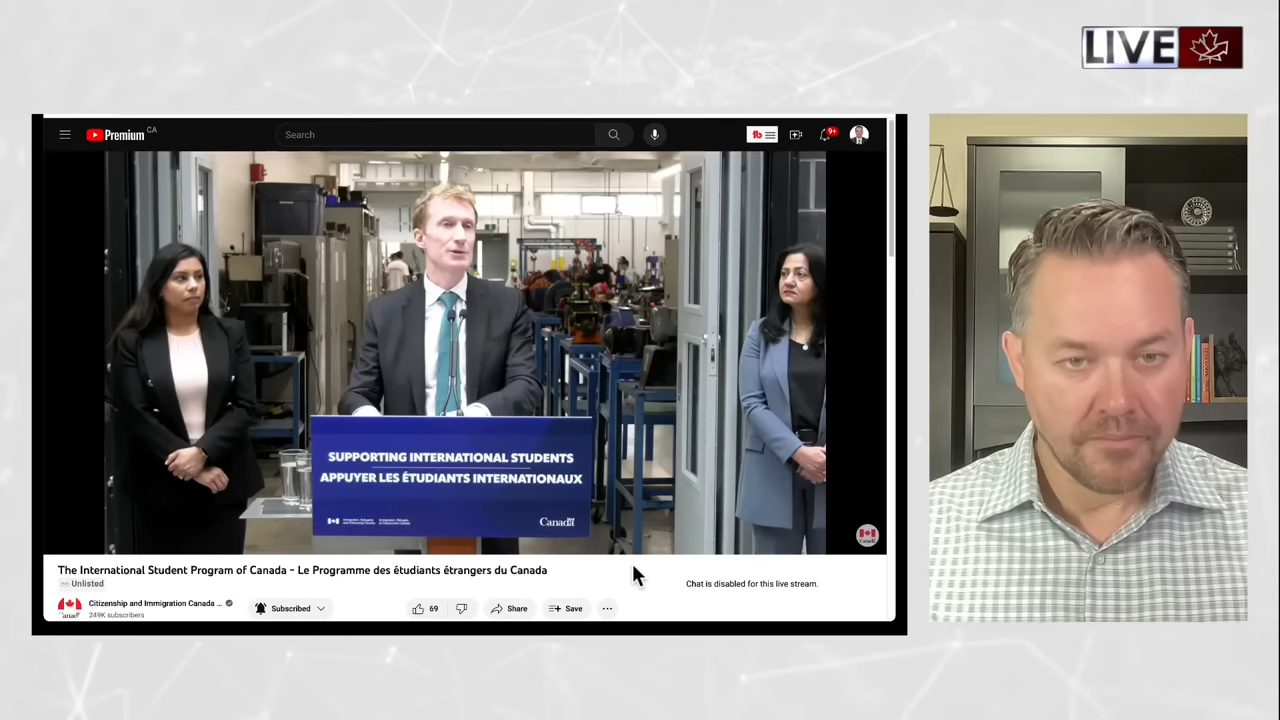 LIVE
Premium CA
Search
9+
SUPPORTING INTERNATIONAL STUDENTS
APPUYER LES ÉTUDIANTS INTERNATIONAUX
Canada
The International Student Program of Canada - Le Programme des étudiants étrangers du Canada
Unlisted
Chat is disabled for this live stream.
Citizenship and Immigration Canada ...
249K subscribers
Subscribed
69
Share
Save